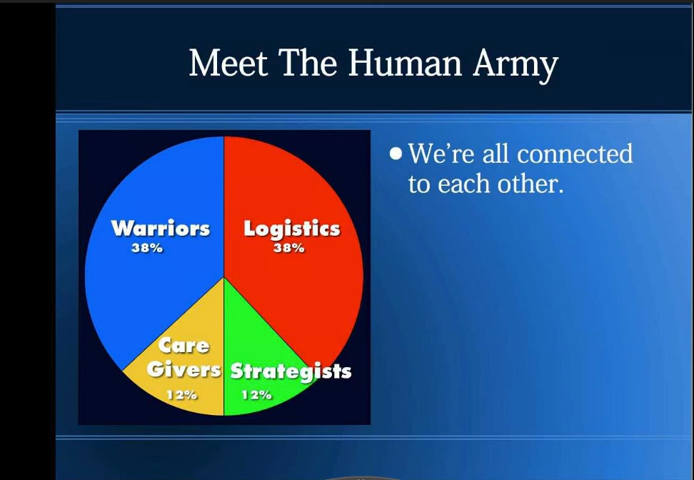 Meet The Human Army
Warriors
38%
Logistics
38%
Care
Givers
12%
Strategists
12%
● We’re all connected
to each other.